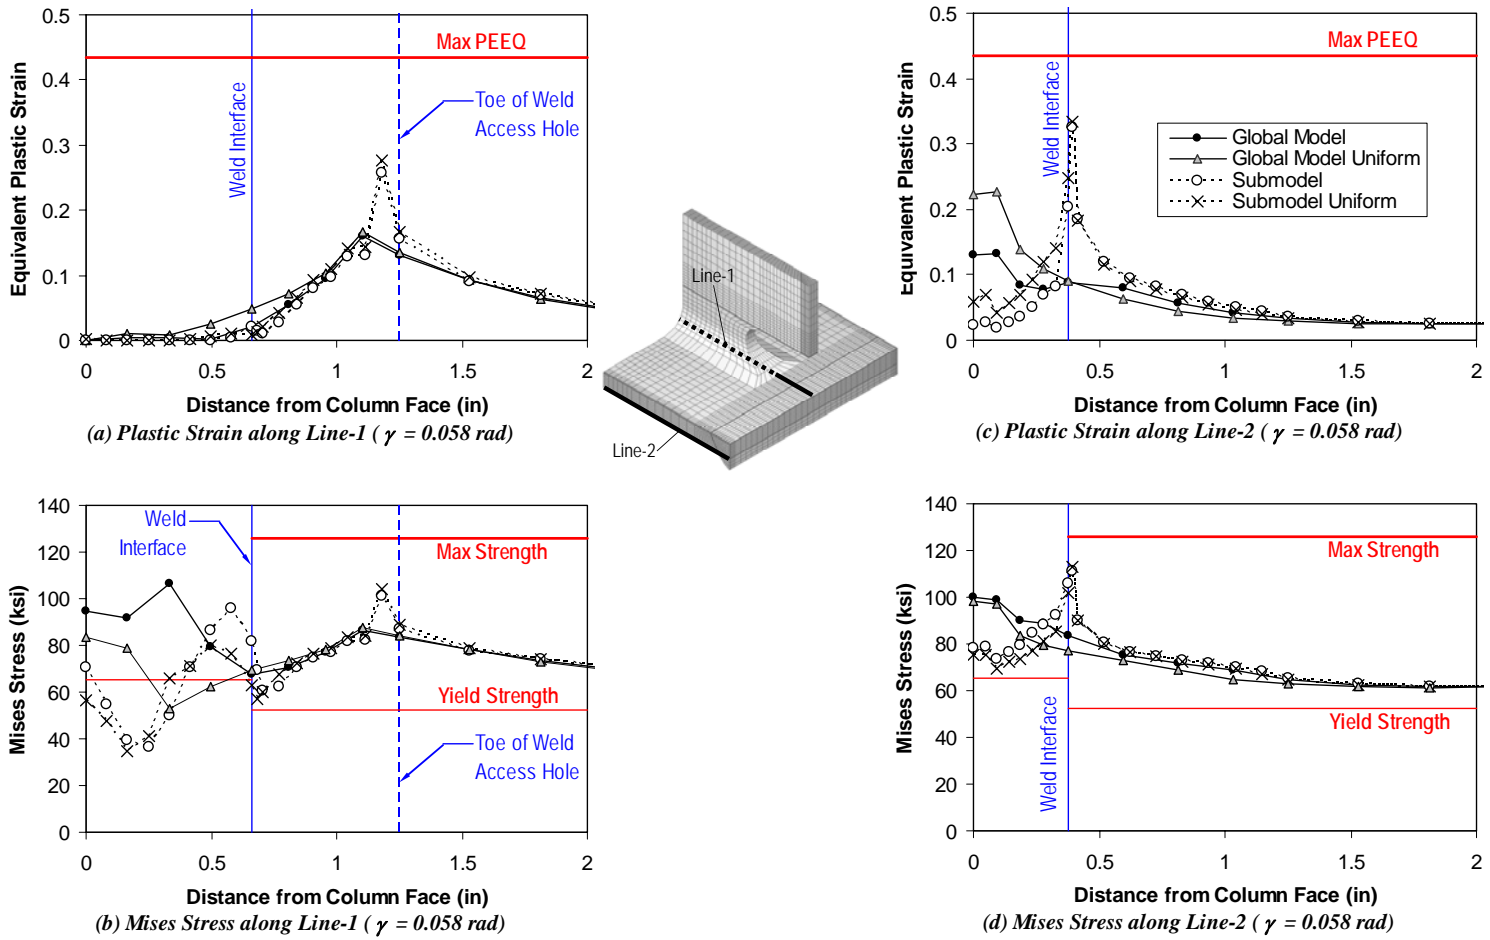 0.5
0.4
0.3
0.2
0.1
0
Equivalent Plastic Strain
Max PEEQ
Weld Interface
Toe of Weld
Access Hole
0 0.5 1 1.5 2
Distance from Column Face (in)
(a) Plastic Strain along Line-1 ( γ = 0.058 rad)
Line-1
Line-2
0.5
0.4
0.3
0.2
0.1
0
Equivalent Plastic Strain
Max PEEQ
Weld Interface
Global Model
Global Model Uniform
Submodel
Submodel Uniform
0 0.5 1 1.5 2
Distance from Column Face (in)
(c) Plastic Strain along Line-2 ( γ = 0.058 rad)
140
120
100
80
60
40
20
0
Mises Stress (ksi)
Weld
Interface
Max Strength
Yield Strength
Toe of Weld
Access Hole
0 0.5 1 1.5 2
Distance from Column Face (in)
(b) Mises Stress along Line-1 ( γ = 0.058 rad)
140
120
100
80
60
40
20
0
Mises Stress (ksi)
Max Strength
Yield Strength
Weld Interface
0 0.5 1 1.5 2
Distance from Column Face (in)
(d) Mises Stress along Line-2 ( γ = 0.058 rad)